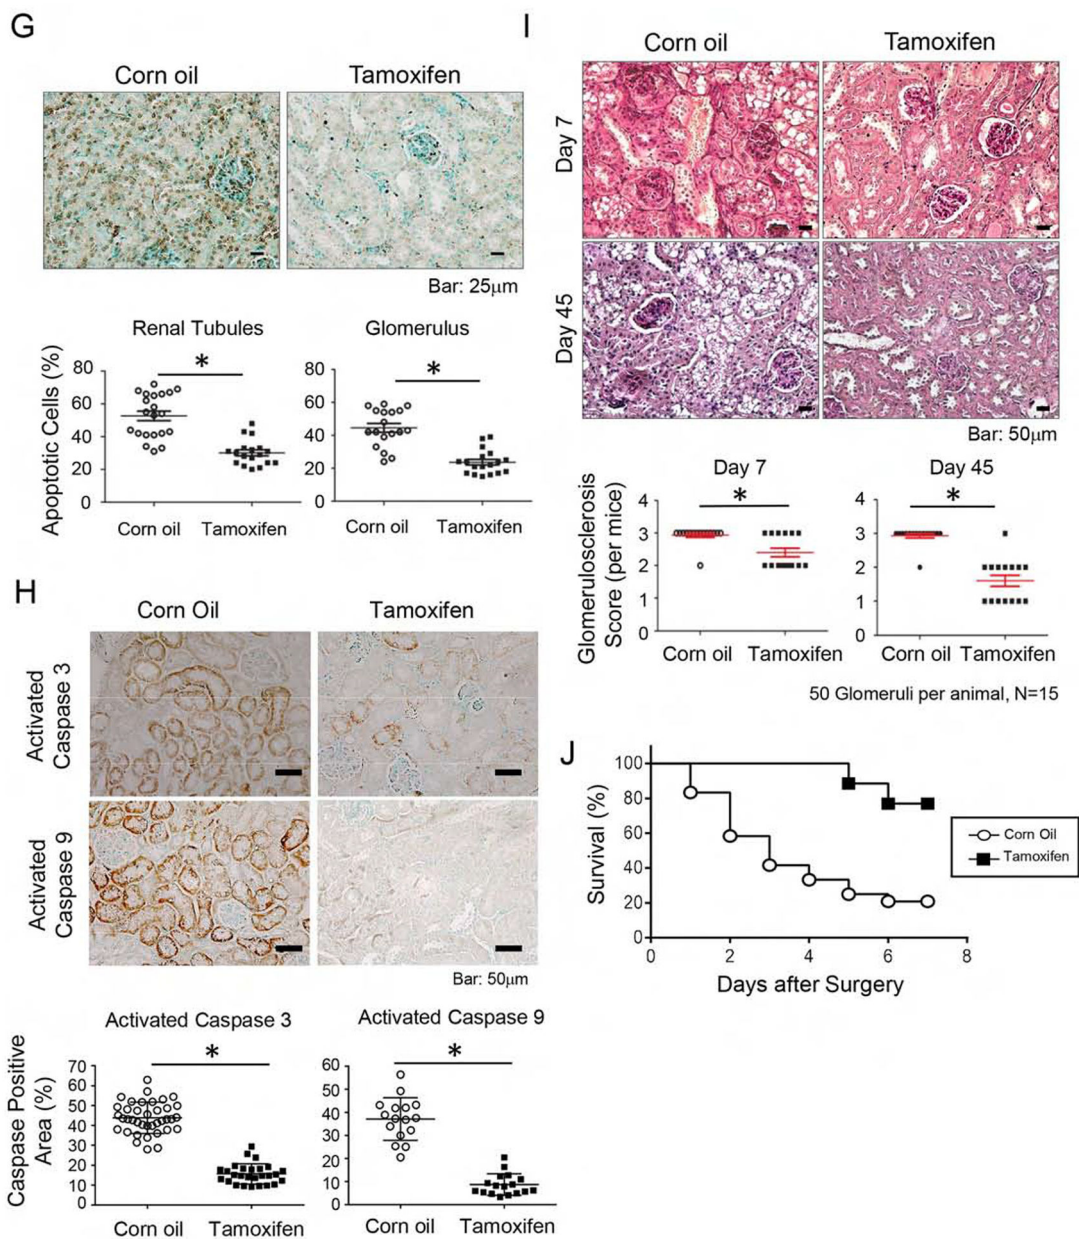 G
Corn oil Tamoxifen
Bar: 25μm
Renal Tubules Glomerulus
Apoptotic Cells (%)
80
60
40
20
0
Corn oil Tamoxifen
80
60
40
20
0
Corn oil Tamoxifen
*
*
H
Corn Oil Tamoxifen
Activated
Caspase 3
Activated
Caspase 9
Bar: 50μm
Activated Caspase 3 Activated Caspase 9
Caspase Positive
Area (%)
70
60
50
40
30
20
10
0
Corn oil Tamoxifen
60
50
40
30
20
10
0
Corn oil Tamoxifen
*
*
I
Corn oil Tamoxifen
Day 7
Day 45
Bar: 50μm
Day 7 Day 45
Glomerulosclerosis
Score (per mice)
4
3
2
1
0
Corn oil Tamoxifen
4
3
2
1
0
Corn oil Tamoxifen
*
*
50 Glomeruli per animal, N=15
J
Survival (%)
100
80
60
40
20
0
0 2 4 6 8
Days after Surgery
Corn Oil
Tamoxifen